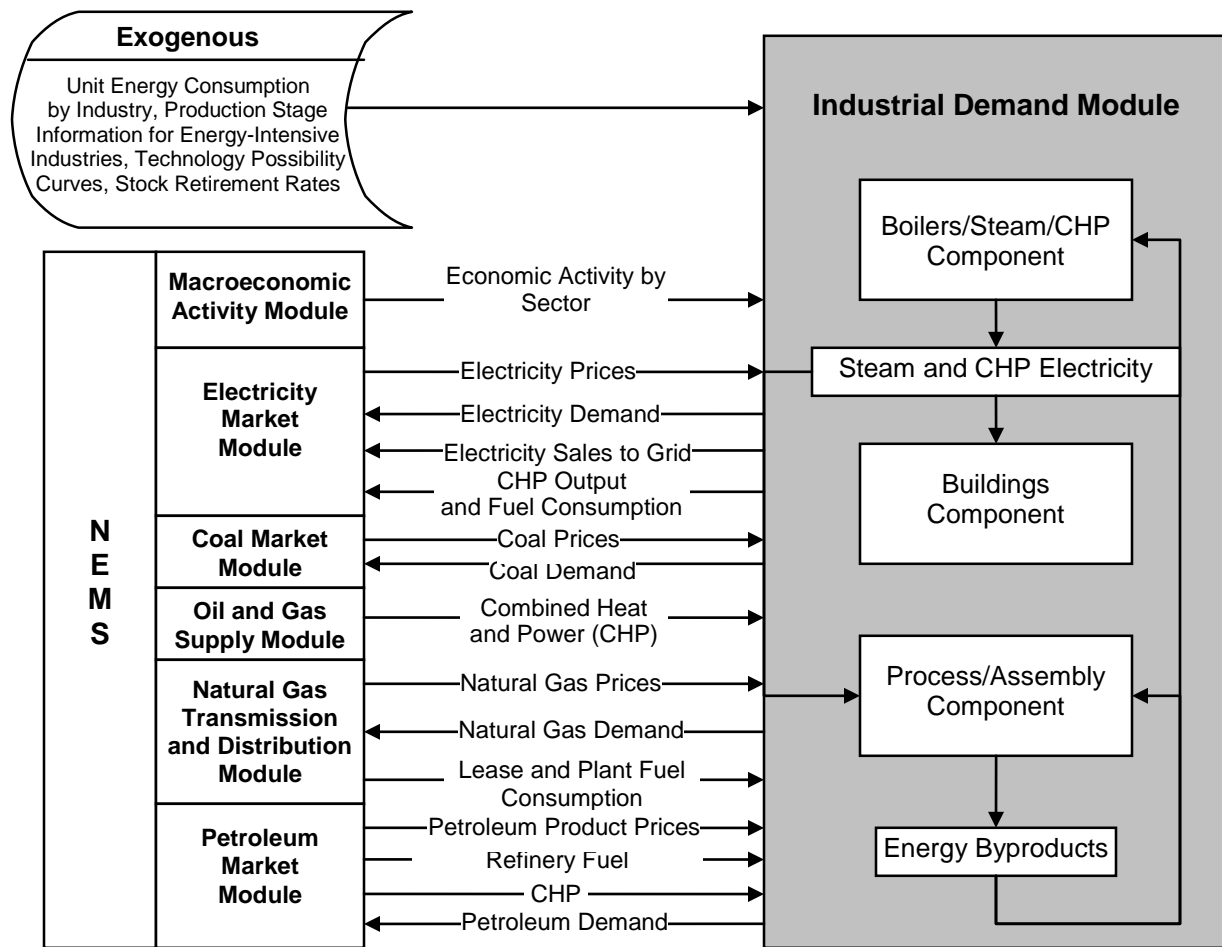 Exogenous
Unit Energy Consumption
by Industry, Production Stage
Information for Energy-Intensive
Industries, Technology Possibility
Curves, Stock Retirement Rates
N
E
M
S
Macroeconomic
Activity Module
Electricity
Market
Module
Coal Market
Module
Oil and Gas
Supply Module
Natural Gas
Transmission
and Distribution
Module
Petroleum
Market
Module
Economic Activity by
Sector
Electricity Prices
Electricity Demand
Electricity Sales to Grid
CHP Output
and Fuel Consumption
Coal Prices
Coal Demand
Combined Heat
and Power (CHP)
Natural Gas Prices
Natural Gas Demand
Lease and Plant Fuel
Consumption
Petroleum Product Prices
Refinery Fuel
CHP
Petroleum Demand
Industrial Demand Module
Boilers/Steam/CHP
Component
Steam and CHP Electricity
Buildings
Component
Process/Assembly
Component
Energy Byproducts